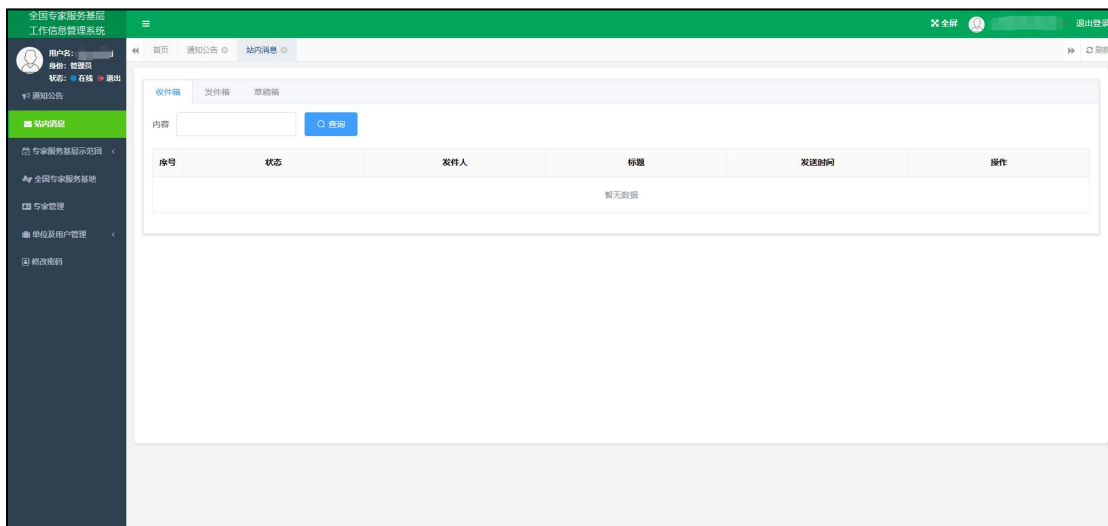 全国专家服务基层
工作信息管理系统
全屏
退出登录
用户名：
身份：管理员
状态：在线 退出
首页 通知公告 站内消息
通知公告
收件箱 发件箱 草稿箱
站内消息
内容 查询
专家服务基层示范团
序号 状态 发件人 标题 发送时间 操作
全国专家服务基地
暂无数据
专家管理
单位及用户管理
修改密码